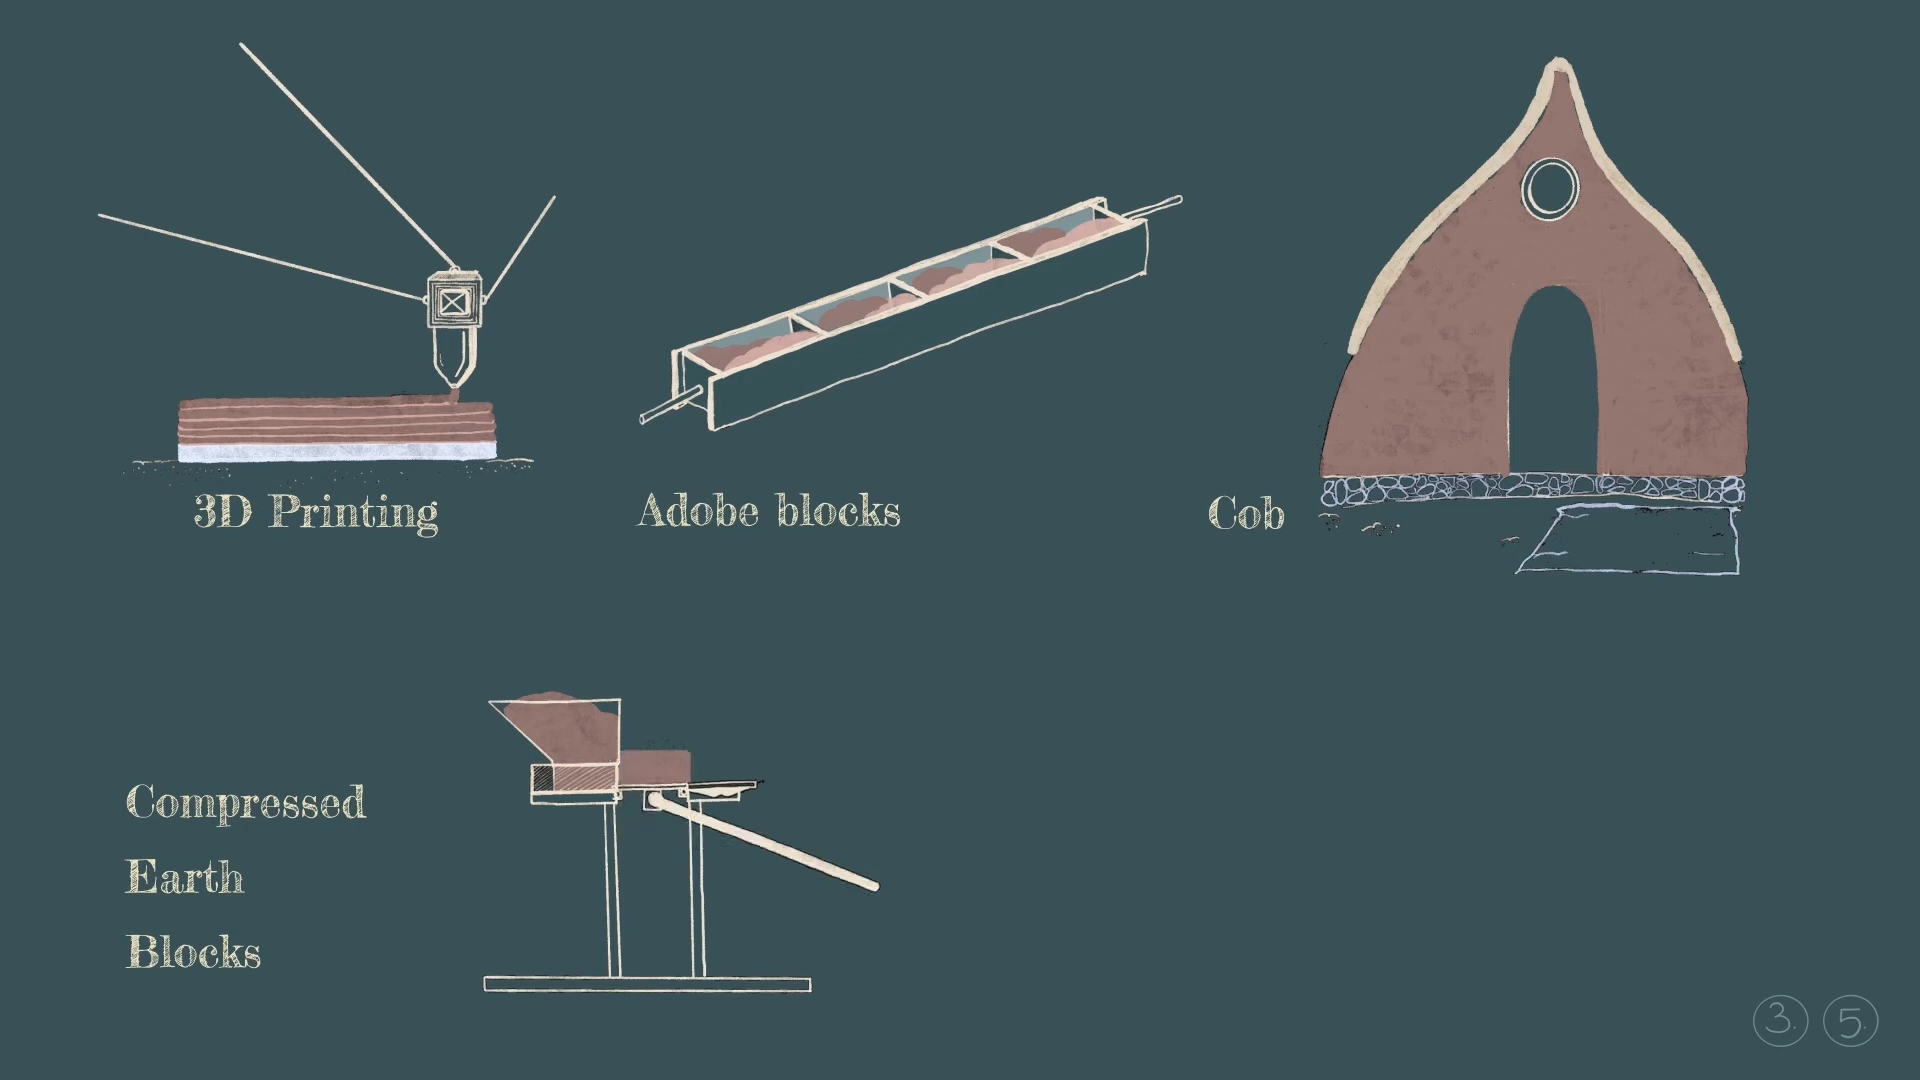 3D Printing
Adobe blocks
Cob
Compressed
Earth
Blocks
3. 5.